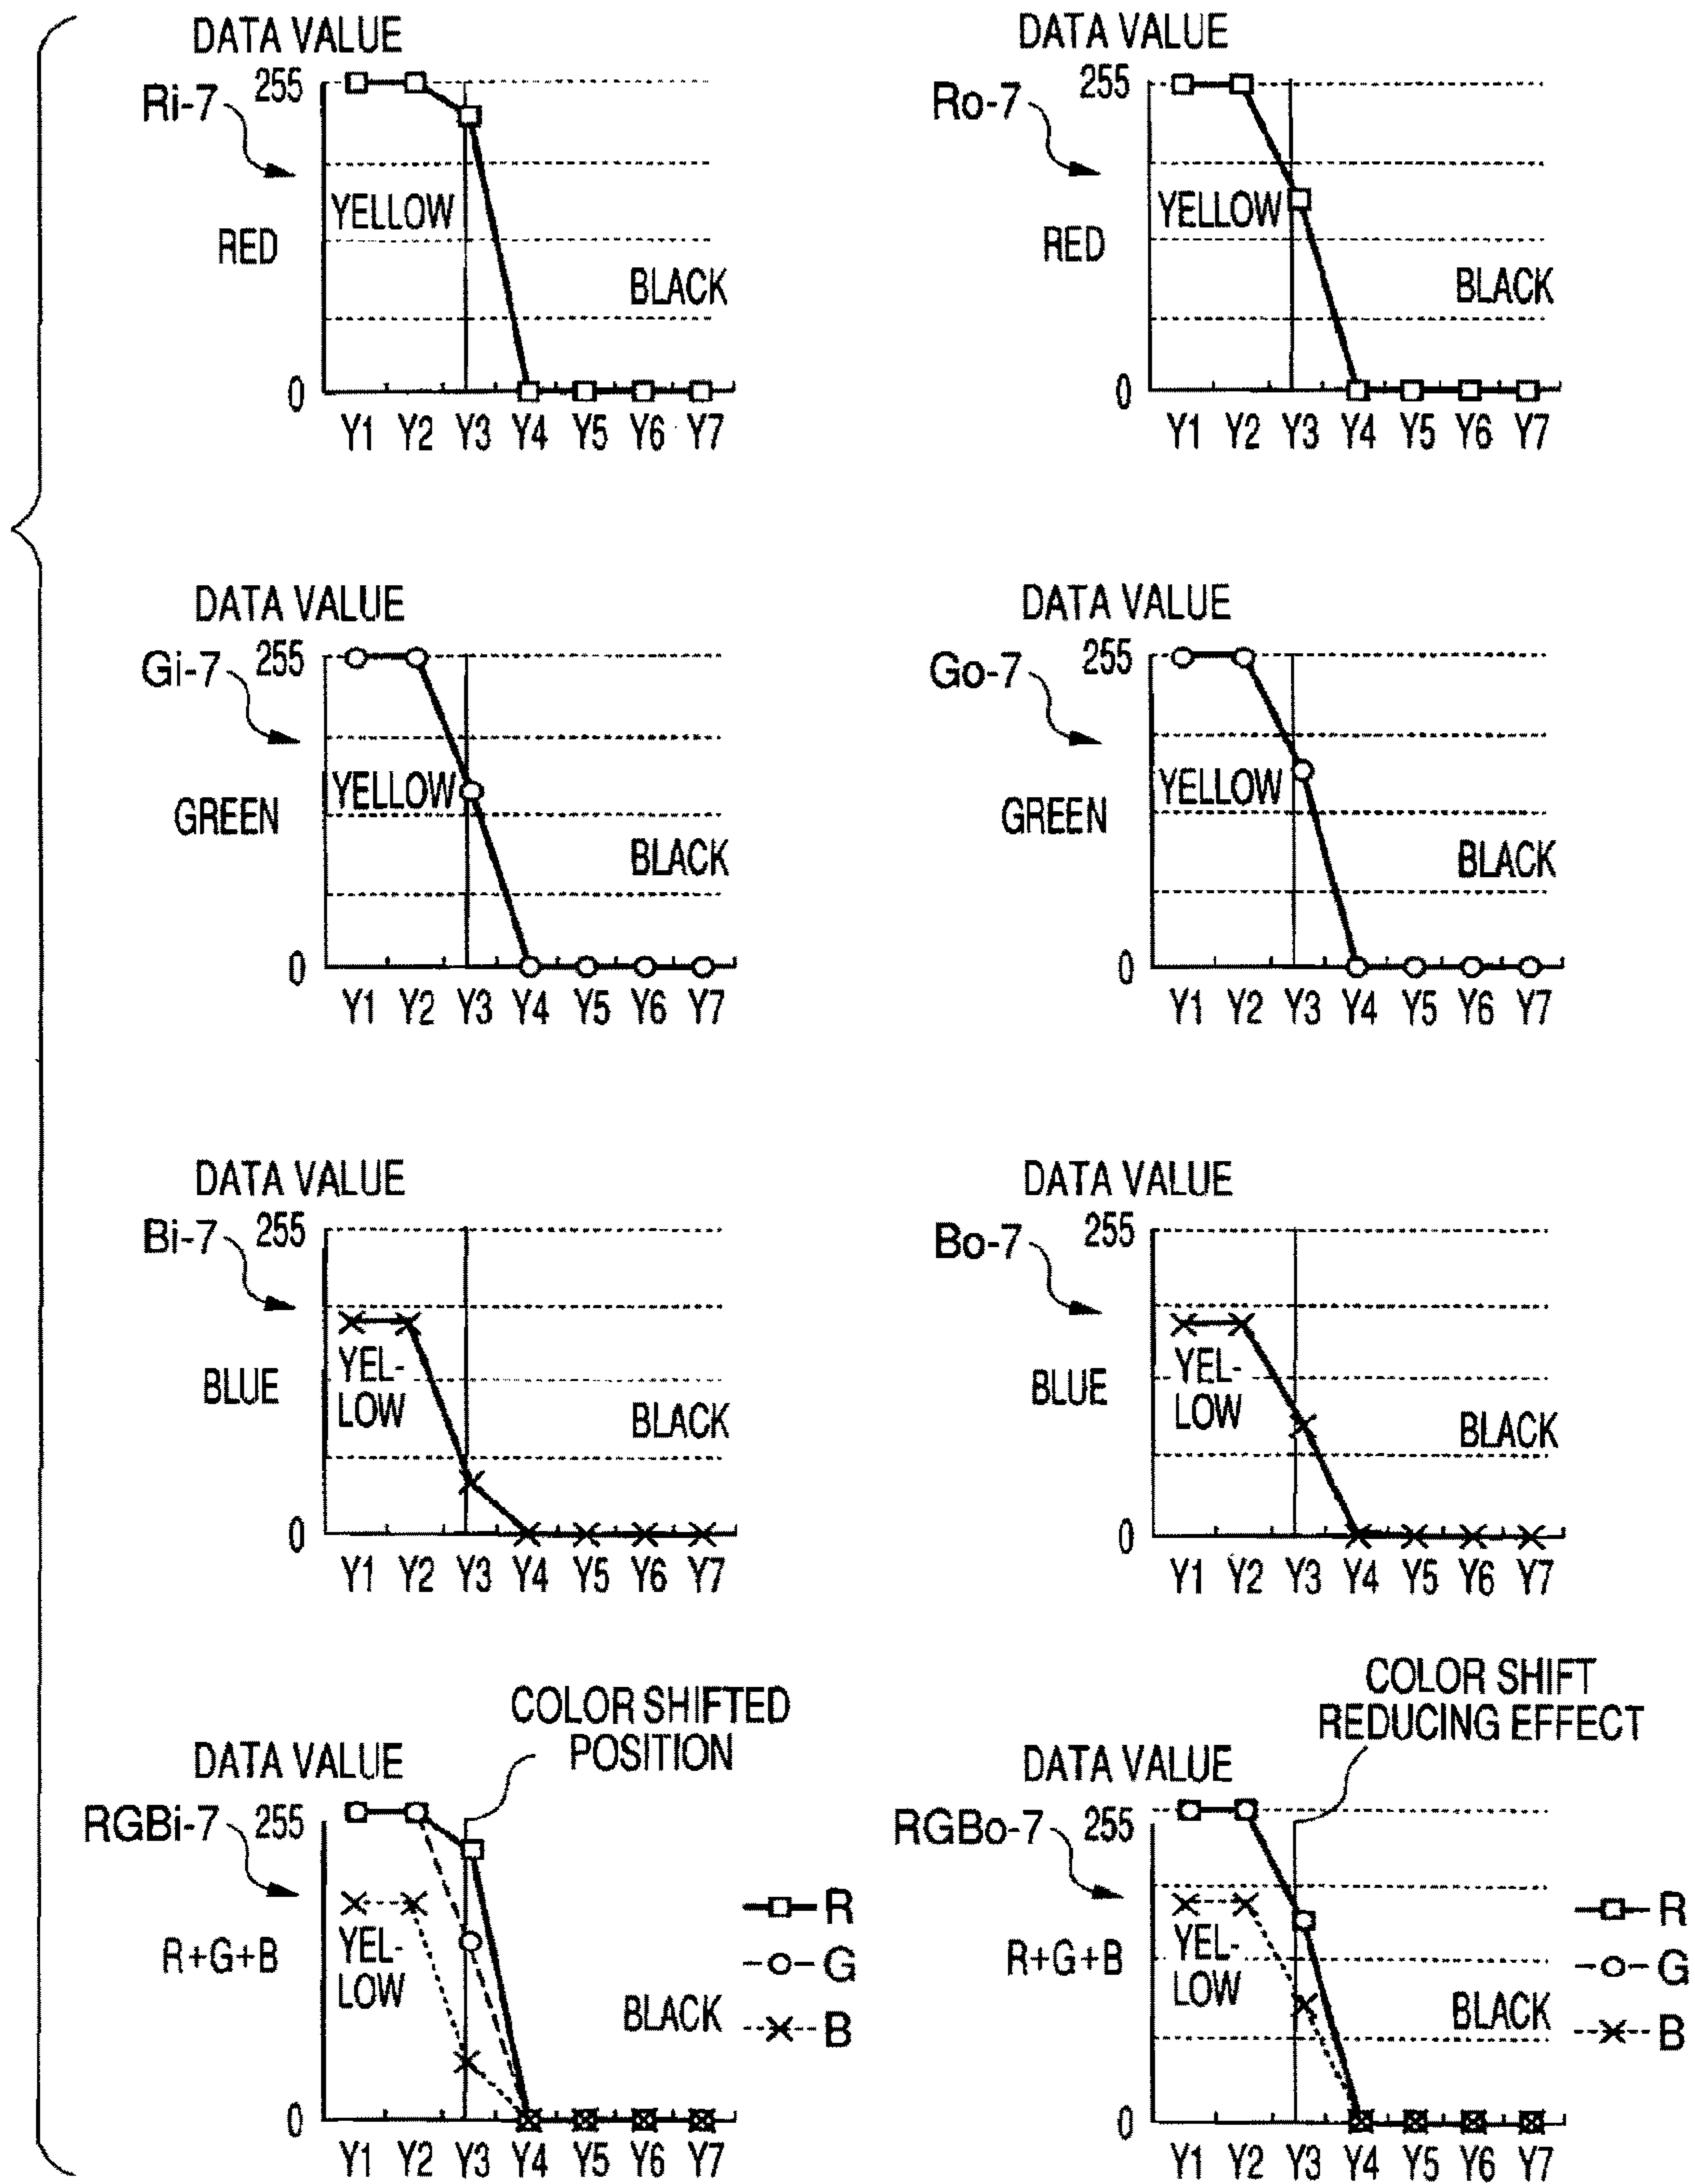 DATA VALUE
255
Ri-7
YELLOW
RED
BLACK
0
Y1 Y2 Y3 Y4 Y5 Y6 Y7
DATA VALUE
255
Ro-7
YELLOW
RED
BLACK
0
Y1 Y2 Y3 Y4 Y5 Y6 Y7
DATA VALUE
255
Gi-7
YELLOW
GREEN
BLACK
0
Y1 Y2 Y3 Y4 Y5 Y6 Y7
DATA VALUE
255
Go-7
YELLOW
GREEN
BLACK
0
Y1 Y2 Y3 Y4 Y5 Y6 Y7
DATA VALUE
255
Bi-7
YEL-
LOW
BLUE
BLACK
0
Y1 Y2 Y3 Y4 Y5 Y6 Y7
DATA VALUE
255
Bo-7
YEL-
LOW
BLUE
BLACK
0
Y1 Y2 Y3 Y4 Y5 Y6 Y7
COLOR SHIFTED
POSITION
DATA VALUE
255
RGBi-7
R
YEL-
LOW
R+G+B
G
BLACK
B
0
Y1 Y2 Y3 Y4 Y5 Y6 Y7
COLOR SHIFT
REDUCING EFFECT
DATA VALUE
255
RGBo-7
R
YEL-
LOW
R+G+B
G
BLACK
B
0
Y1 Y2 Y3 Y4 Y5 Y6 Y7